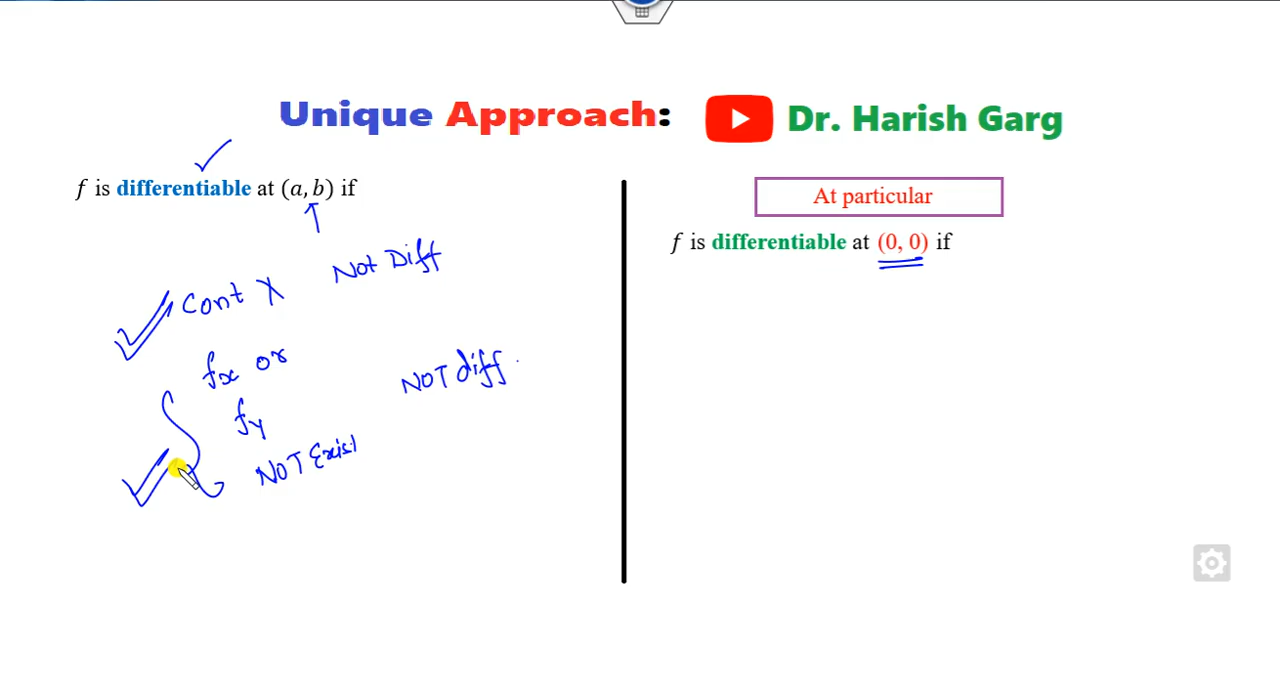 Unique Approach: Dr. Harish Garg
f is differentiable at (a, b) if
Cont X Not Diff
fx or
fy
NOT Exist
NOT diff
At particular
f is differentiable at (0, 0) if